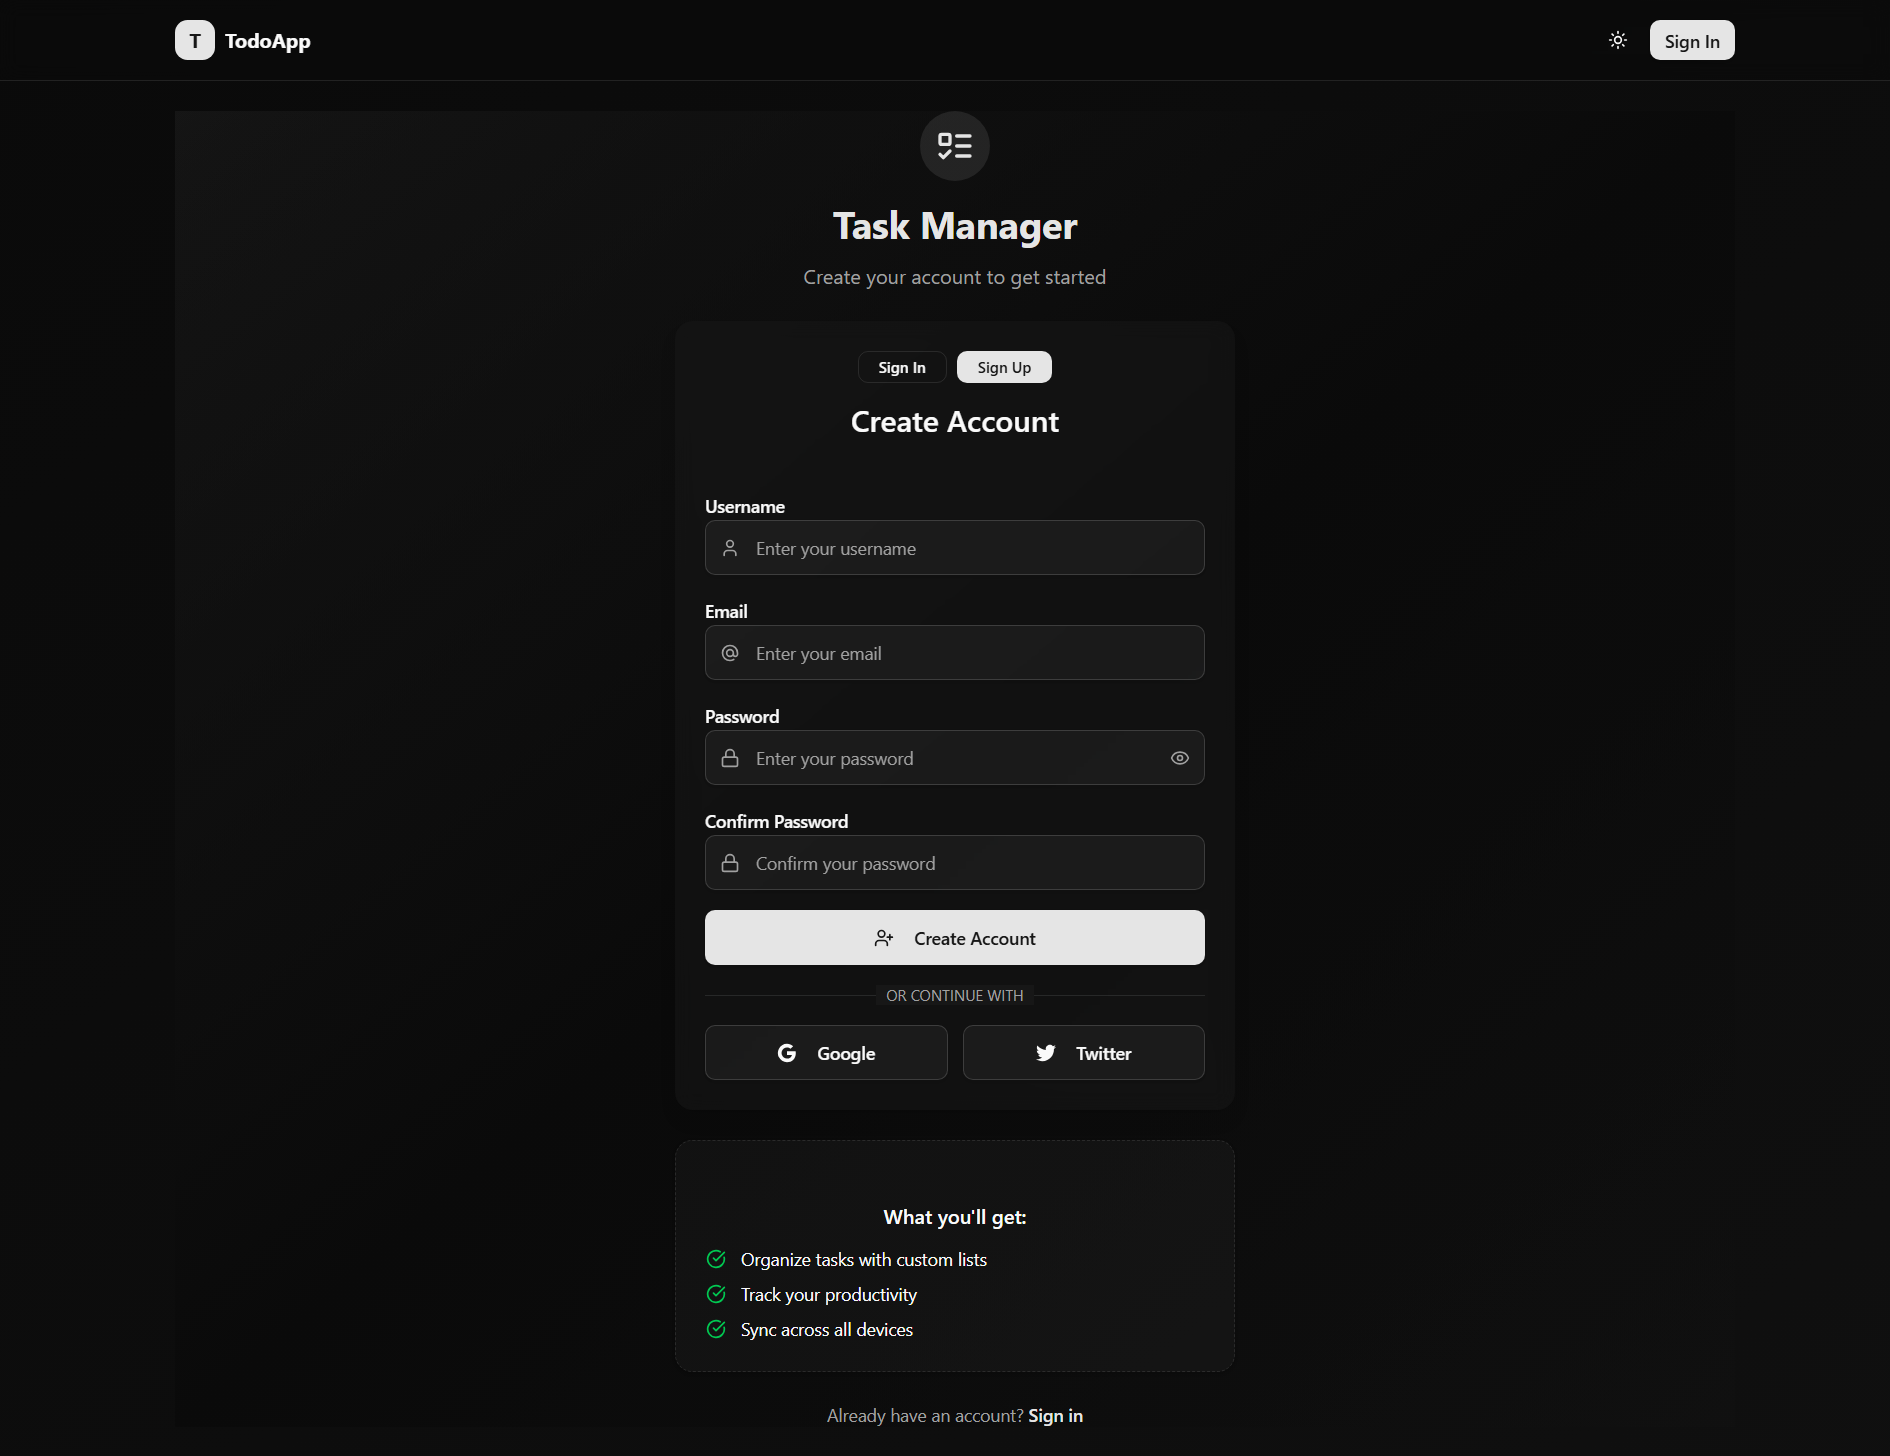 T TodoApp
Sign In
Task Manager
Create your account to get started
Sign In Sign Up
Create Account
Username
Enter your username
Email
Enter your email
Password
Enter your password
Confirm Password
Confirm your password
Create Account
OR CONTINUE WITH
Google Twitter
What you'll get:
Organize tasks with custom lists
Track your productivity
Sync across all devices
Already have an account? Sign in